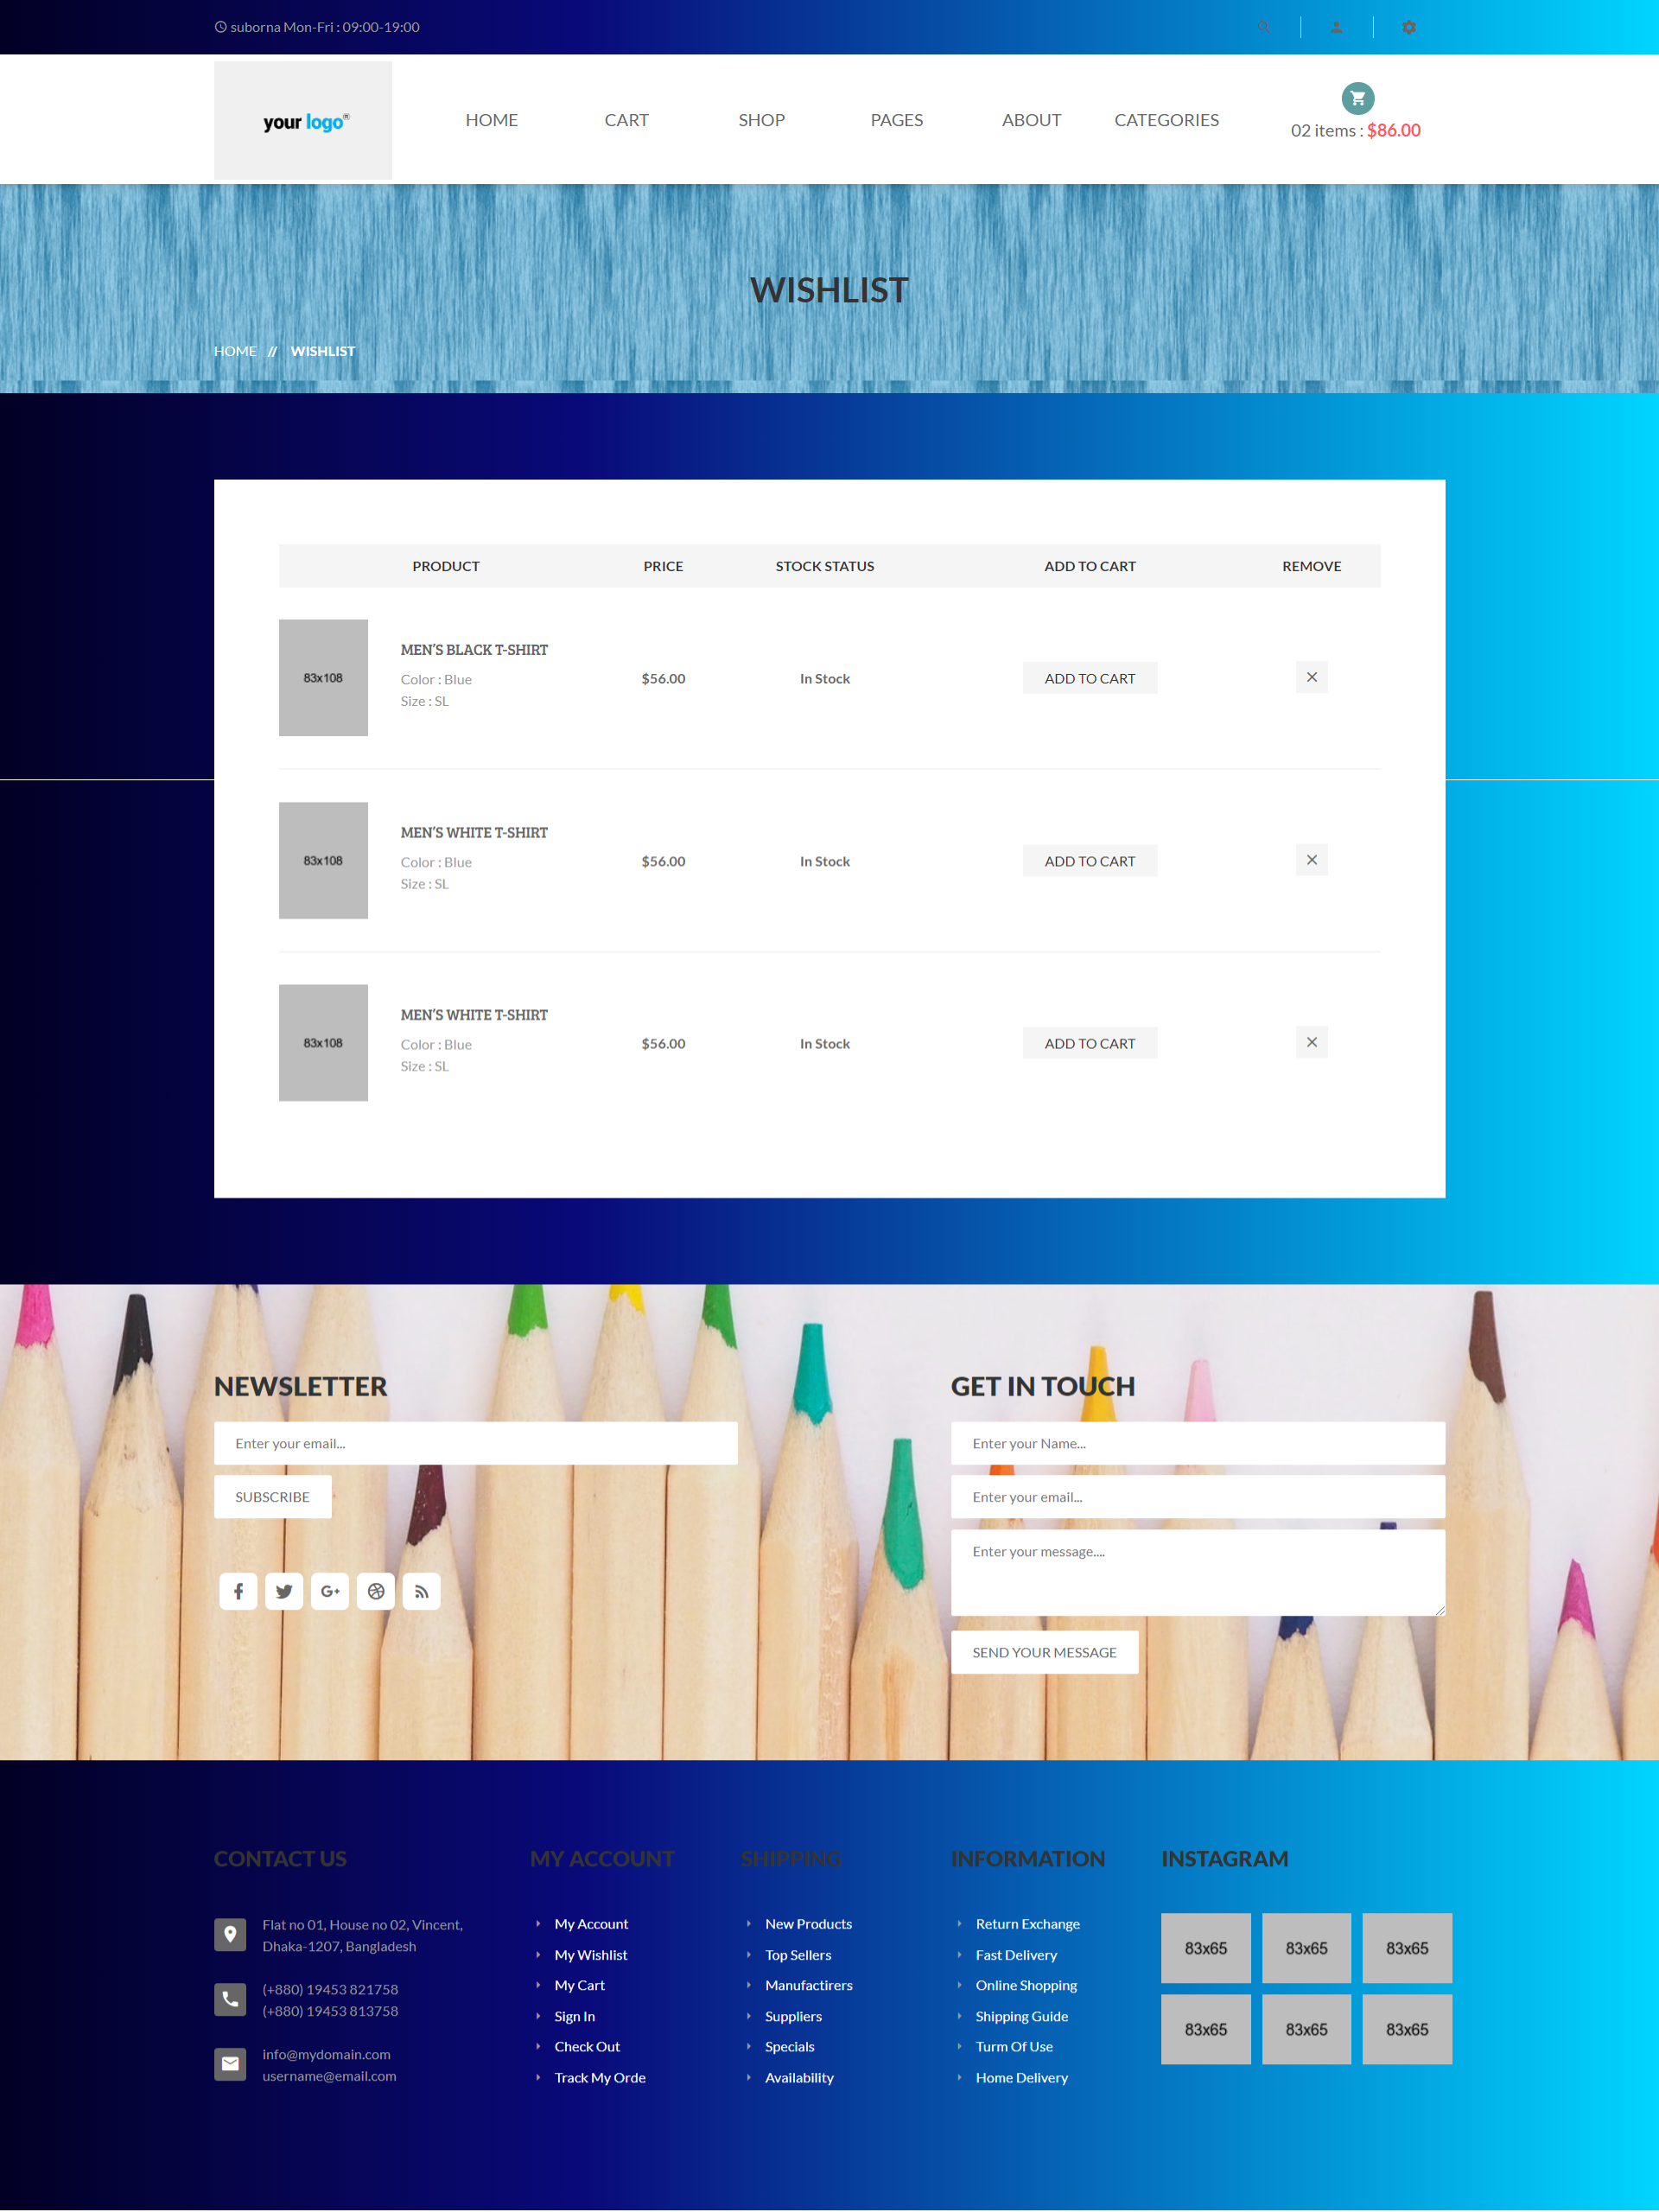 suborna Mon-Fri : 09:00-19:00
your logo®
HOME
CART
SHOP
PAGES
ABOUT
CATEGORIES
02 items : $86.00
WISHLIST
HOME // WISHLIST
PRODUCT PRICE STOCK STATUS ADD TO CART REMOVE
83x108
MEN’S BLACK T-SHIRT
Color : Blue
Size : SL
$56.00
In Stock
ADD TO CART
83x108
MEN’S WHITE T-SHIRT
Color : Blue
Size : SL
$56.00
In Stock
ADD TO CART
83x108
MEN’S WHITE T-SHIRT
Color : Blue
Size : SL
$56.00
In Stock
ADD TO CART
NEWSLETTER
Enter your email...
SUBSCRIBE
GET IN TOUCH
Enter your Name...
Enter your email...
Enter your message....
SEND YOUR MESSAGE
CONTACT US
Flat no 01, House no 02, Vincent,
Dhaka-1207, Bangladesh
(+880) 19453 821758
(+880) 19453 813758
info@mydomain.com
username@email.com
MY ACCOUNT
My Account
My Wishlist
My Cart
Sign In
Check Out
Track My Orde
SHIPPING
New Products
Top Sellers
Manufactirers
Suppliers
Specials
Availability
INFORMATION
Return Exchange
Fast Delivery
Online Shopping
Shipping Guide
Turm Of Use
Home Delivery
INSTAGRAM
83x65 83x65 83x65
83x65 83x65 83x65